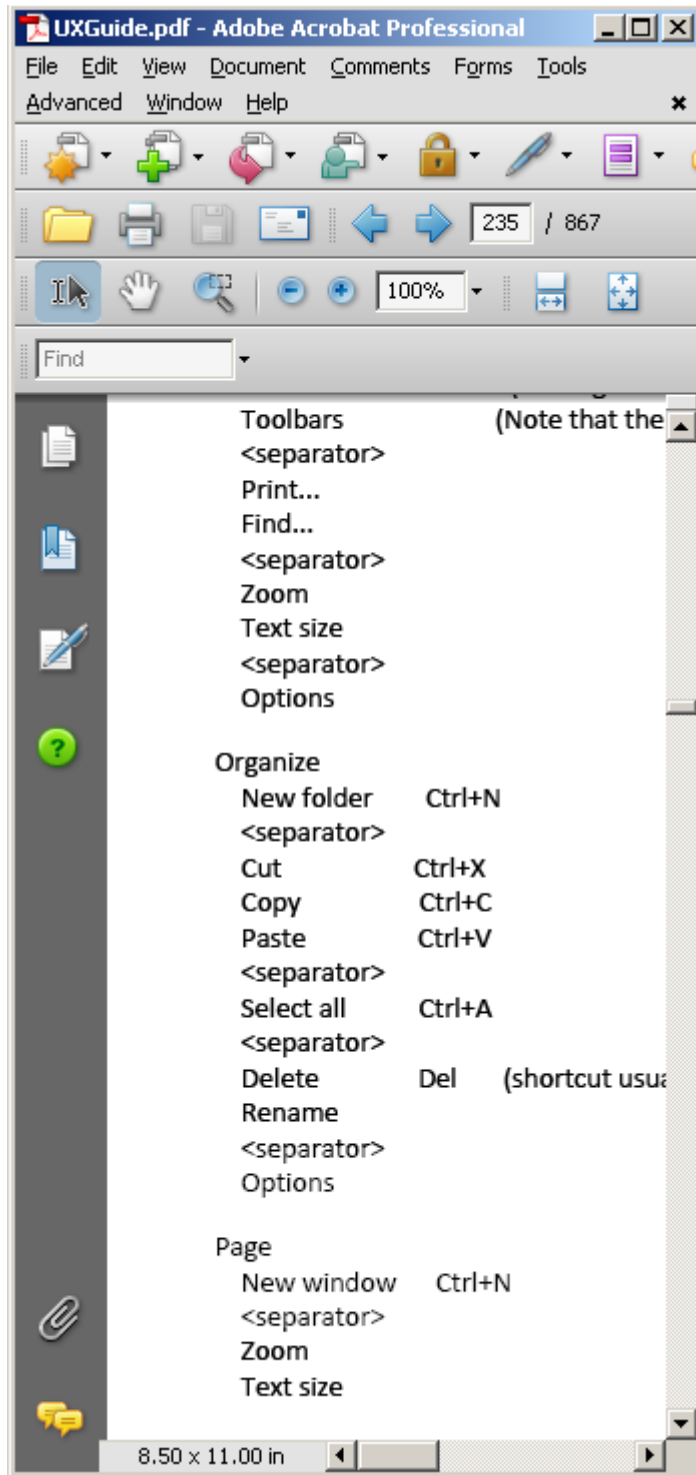 UXGuide.pdf - Adobe Acrobat Professional
File Edit View Document Comments Forms Tools
Advanced Window Help
235 / 867
100%
Find
Toolbars (Note that the
<separator>
Print...
Find...
<separator>
Zoom
Text size
<separator>
Options
Organize
New folder Ctrl+N
<separator>
Cut Ctrl+X
Copy Ctrl+C
Paste Ctrl+V
<separator>
Select all Ctrl+A
<separator>
Delete Del (shortcut usua
Rename
<separator>
Options
Page
New window Ctrl+N
<separator>
Zoom
Text size
8.50 x 11.00 in